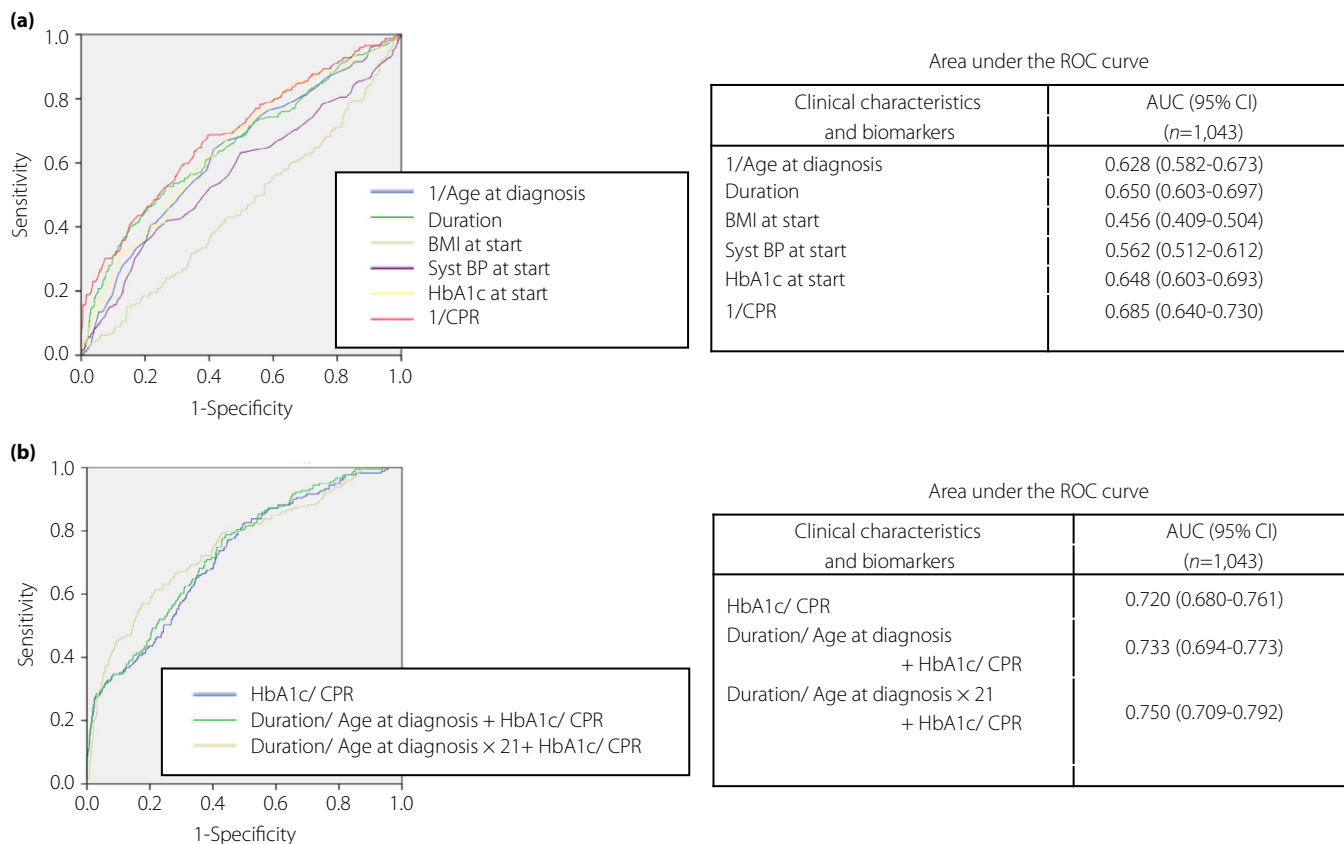 (a)
1.0
0.8
0.6
0.4
0.2
0.0
Sensitivity
0.0 0.2 0.4 0.6 0.8 1.0
1-Specificity
1/Age at diagnosis
Duration
BMI at start
Syst BP at start
HbA1c at start
1/CPR
Area under the ROC curve
Clinical characteristics AUC (95% CI)
and biomarkers (n=1,043)
1/Age at diagnosis 0.628 (0.582-0.673)
Duration 0.650 (0.603-0.697)
BMI at start 0.456 (0.409-0.504)
Syst BP at start 0.562 (0.512-0.612)
HbA1c at start 0.648 (0.603-0.693)
1/CPR 0.685 (0.640-0.730)
(b)
1.0
0.8
0.6
0.4
0.2
0.0
Sensitivity
0.0 0.2 0.4 0.6 0.8 1.0
1-Specificity
HbA1c/ CPR
Duration/ Age at diagnosis + HbA1c/ CPR
Duration/ Age at diagnosis × 21+ HbA1c/ CPR
Area under the ROC curve
Clinical characteristics AUC (95% CI)
and biomarkers (n=1,043)
HbA1c/ CPR 0.720 (0.680-0.761)
Duration/ Age at diagnosis 0.733 (0.694-0.773)
+ HbA1c/ CPR
Duration/ Age at diagnosis × 21 0.750 (0.709-0.792)
+ HbA1c/ CPR